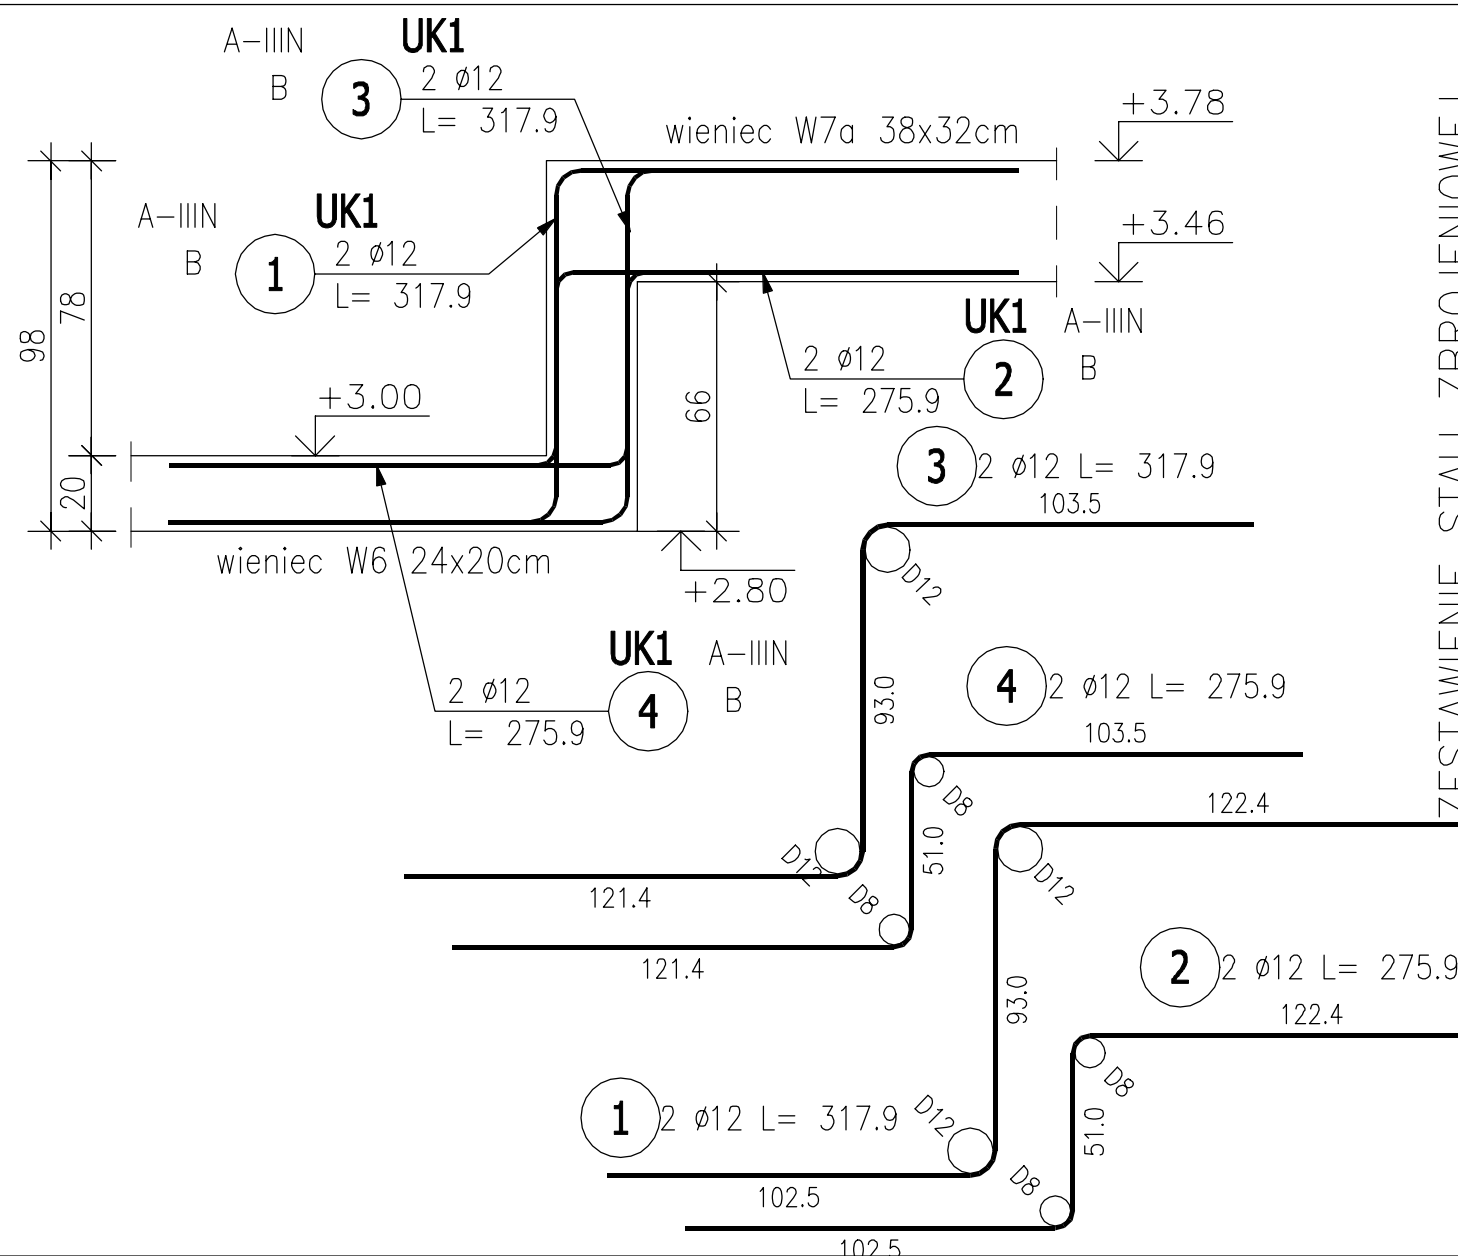 A-IIIN
UK1
B
3
2 ø12
L= 317.9
wieniec W7a 38x32cm
+3.78
A-IIIN
UK1
B
1
2 ø12
L= 317.9
+3.46
78
98
UK1
A-IIIN
2 ø12
L= 275.9
2
B
+3.00
66
20
3
2 ø12 L= 317.9
103.5
wieniec W6 24x20cm
+2.80
D12
UK1
A-IIIN
2 ø12
L= 275.9
4
B
93.0
4
2 ø12 L= 275.9
103.5
D8
122.4
D12
51.0
D12
121.4
D8
121.4
2
2 ø12 L= 275.9
122.4
93.0
D8
1
2 ø12 L= 317.9
D12
51.0
D8
102.5
102.5
ZESTAWIENIE STALI ZBROJENIOWEJ